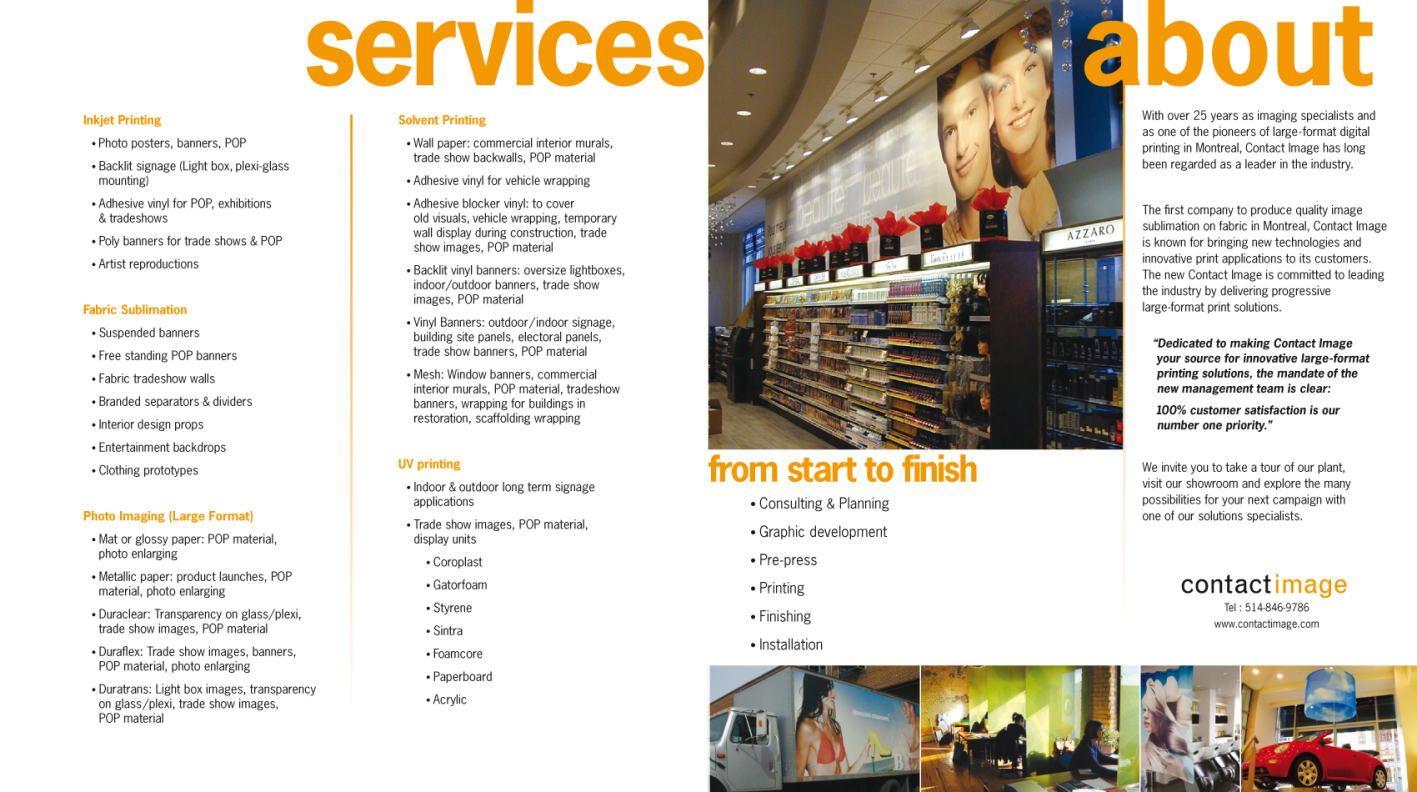 services
Inkjet Printing
• Photo posters, banners, POP
• Backlit signage (Light box, plexi-glass
mounting)
• Adhesive vinyl for POP, exhibitions
& tradeshows
• Poly banners for trade shows & POP
• Artist reproductions
Fabric Sublimation
• Suspended banners
• Free standing POP banners
• Fabric tradeshow walls
• Branded separators & dividers
• Interior design props
• Entertainment backdrops
• Clothing prototypes
Photo Imaging (Large Format)
• Mat or glossy paper: POP material,
photo enlarging
• Metallic paper: product launches, POP
material, photo enlarging
• Duraclear: Transparency on glass/plexi,
trade show images, POP material
• Duraflex: Trade show images, banners,
POP material, photo enlarging
• Duratrans: Light box images, transparency
on glass/plexi, trade show images,
POP material
Solvent Printing
• Wall paper: commercial interior murals,
trade show backwalls, POP material
• Adhesive vinyl for vehicle wrapping
• Adhesive blocker vinyl: to cover
old visuals, vehicle wrapping, temporary
wall display during construction, trade
show images, POP material
• Backlit vinyl banners: oversize lightboxes,
indoor/outdoor banners, trade show
images, POP material
• Vinyl Banners: outdoor/indoor signage,
building site panels, electoral panels,
trade show banners, POP material
• Mesh: Window banners, commercial
interior murals, POP material, tradeshow
banners, wrapping for buildings in
restoration, scaffolding wrapping
UV printing
• Indoor & outdoor long term signage
applications
• Trade show images, POP material,
display units
• Coroplast
• Gatorfoam
• Styrene
• Sintra
• Foamcore
• Paperboard
• Acrylic
AZZARO
from start to finish
• Consulting & Planning
• Graphic development
• Pre-press
• Printing
• Finishing
• Installation
about
With over 25 years as imaging specialists and
as one of the pioneers of large-format digital
printing in Montreal, Contact Image has long
been regarded as a leader in the industry.
The first company to produce quality image
sublimation on fabric in Montreal, Contact Image
is known for bringing new technologies and
innovative print applications to its customers.
The new Contact Image is committed to leading
the industry by delivering progressive
large-format print solutions.
“Dedicated to making Contact Image
your source for innovative large-format
printing solutions, the mandate of the
new management team is clear:
100% customer satisfaction is our
number one priority.”
We invite you to take a tour of our plant,
visit our showroom and explore the many
possibilities for your next campaign with
one of our solutions specialists.
contactimage
Tel : 514-846-9786
www.contactimage.com